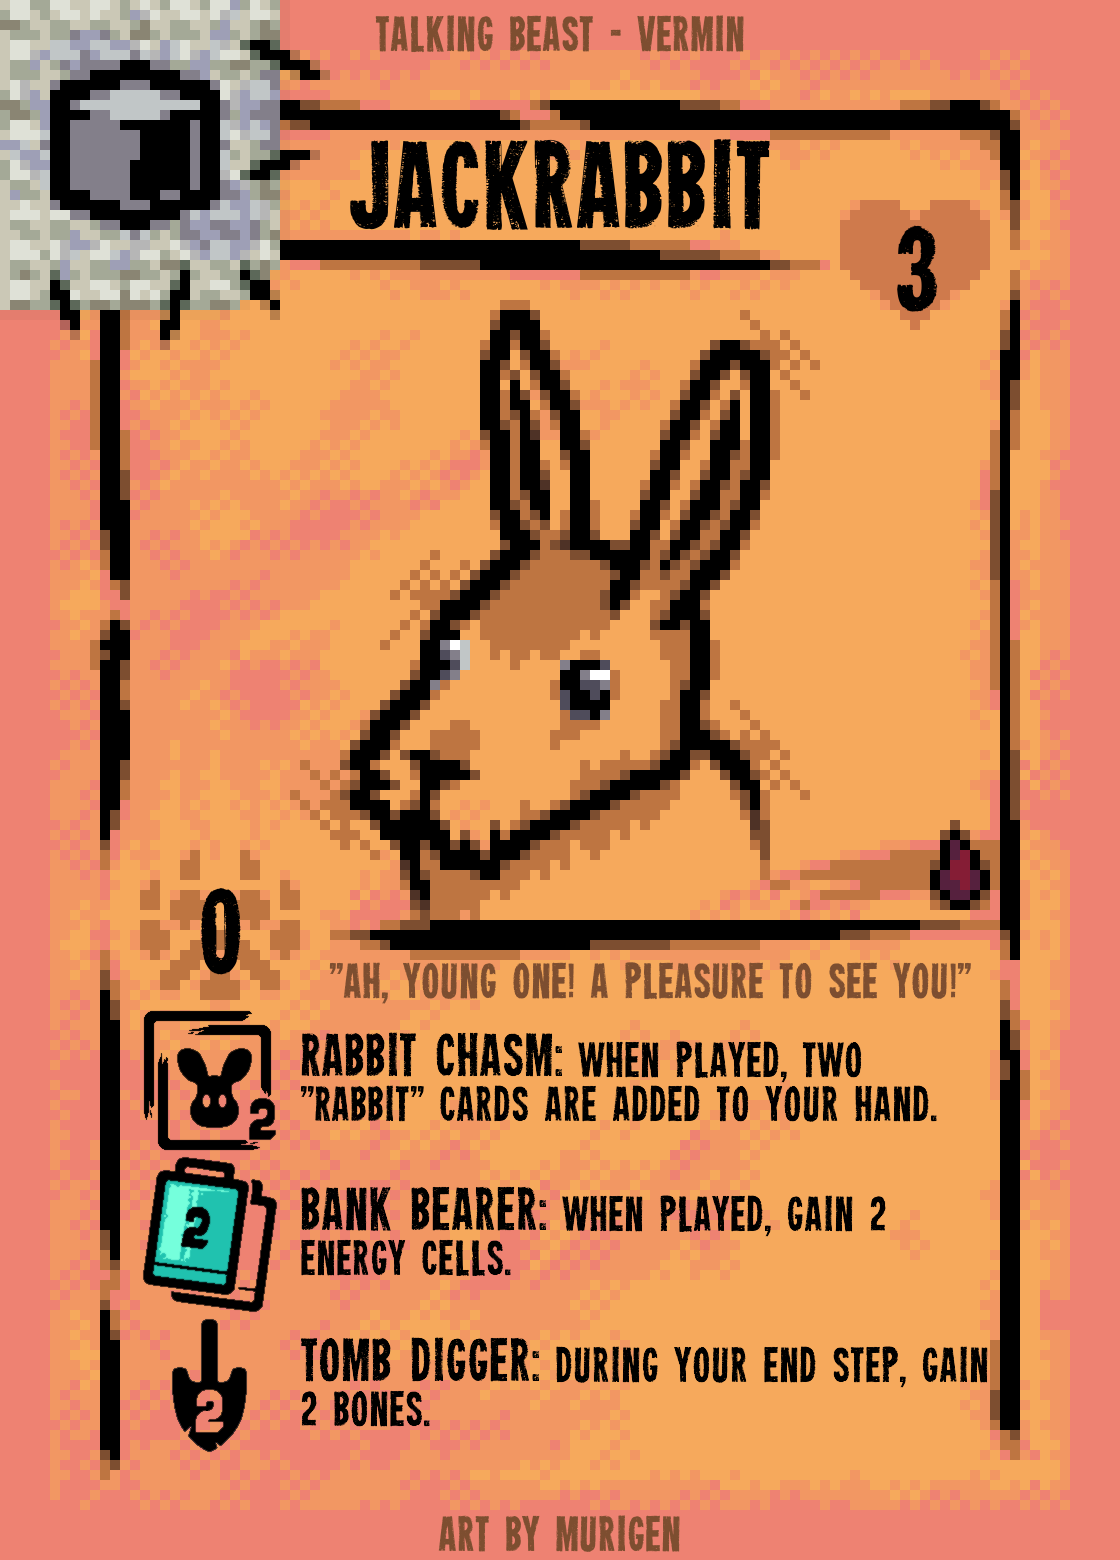 TALKING BEAST - VERMIN
JACKRABBIT
3
0
"AH, YOUNG ONE! A PLEASURE TO SEE YOU!"
RABBIT CHASM: WHEN PLAYED, TWO
"RABBIT" CARDS ARE ADDED TO YOUR HAND.
2
BANK BEARER: WHEN PLAYED, GAIN 2
ENERGY CELLS.
2
TOMB DIGGER: DURING YOUR END STEP, GAIN
2 BONES.
2
ART BY MURIGEN